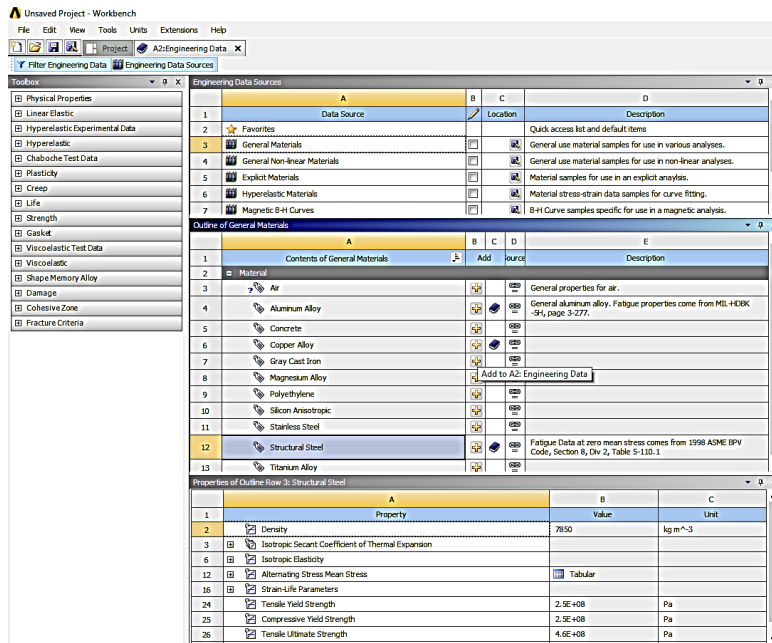 Unsaved Project - Workbench
File Edit View Tools Units Extensions Help
Project A2:Engineering Data X
Filter Engineering Data Engineering Data Sources
Toolbox
Physical Properties
Linear Elastic
Hyperelastic Experimental Data
Hyperelastic
Chaboche Test Data
Plasticity
Creep
Life
Strength
Gasket
Viscoelastic Test Data
Viscoelastic
Shape Memory Alloy
Damage
Cohesive Zone
Fracture Criteria
Engineering Data Sources
A B C D
1 Data Source Location Description
2 Favorites Quick access list and default items
3 General Materials General use material samples for use in various analyses.
4 General Non-linear Materials General use material samples for use in non-linear analyses.
5 Explicit Materials Material samples for use in an explicit anaylsis.
6 Hyperelastic Materials Material stress-strain data samples for curve fitting.
7 Magnetic B-H Curves B-H Curve samples specific for use in a magnetic analysis.
Outline of General Materials
A B C D E
1 Contents of General Materials Add ource Description
2 Material
3 Air General properties for air.
4 Aluminum Alloy General aluminum alloy. Fatigue properties come from MIL-HDBK
-5H, page 3-277.
5 Concrete
6 Copper Alloy
7 Gray Cast Iron
Add to A2: Engineering Data
8 Magnesium Alloy
9 Polyethylene
10 Silicon Anisotropic
11 Stainless Steel
12 Structural Steel Fatigue Data at zero mean stress comes from 1998 ASME BPV
Code, Section 8, Div 2, Table 5-110.1
13 Titanium Alloy
Properties of Outline Row 3: Structural Steel
A B C
1 Property Value Unit
2 Density 7850 kg m^-3
3 Isotropic Secant Coefficient of Thermal Expansion
6 Isotropic Elasticity
12 Alternating Stress Mean Stress Tabular
16 Strain-Life Parameters
24 Tensile Yield Strength 2.5E+08 Pa
25 Compressive Yield Strength 2.5E+08 Pa
26 Tensile Ultimate Strength 4.6E+08 Pa